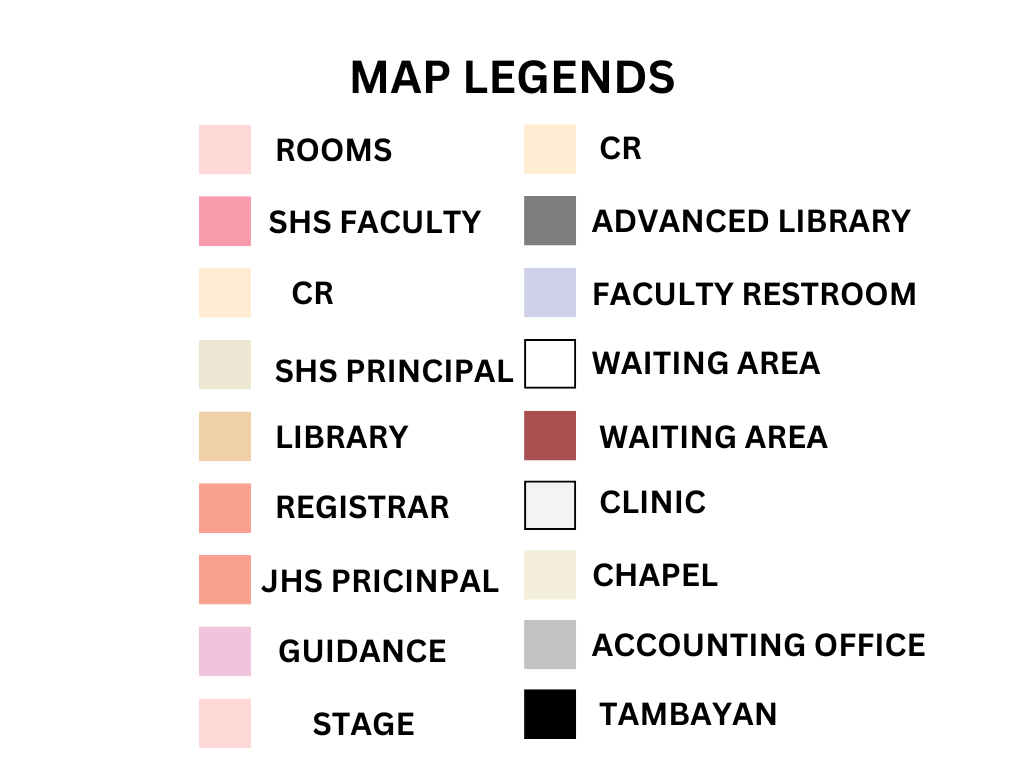 MAP LEGENDS
ROOMS
SHS FACULTY
CR
SHS PRINCIPAL
LIBRARY
REGISTRAR
JHS PRICINPAL
GUIDANCE
STAGE
CR
ADVANCED LIBRARY
FACULTY RESTROOM
WAITING AREA
WAITING AREA
CLINIC
CHAPEL
ACCOUNTING OFFICE
TAMBAYAN